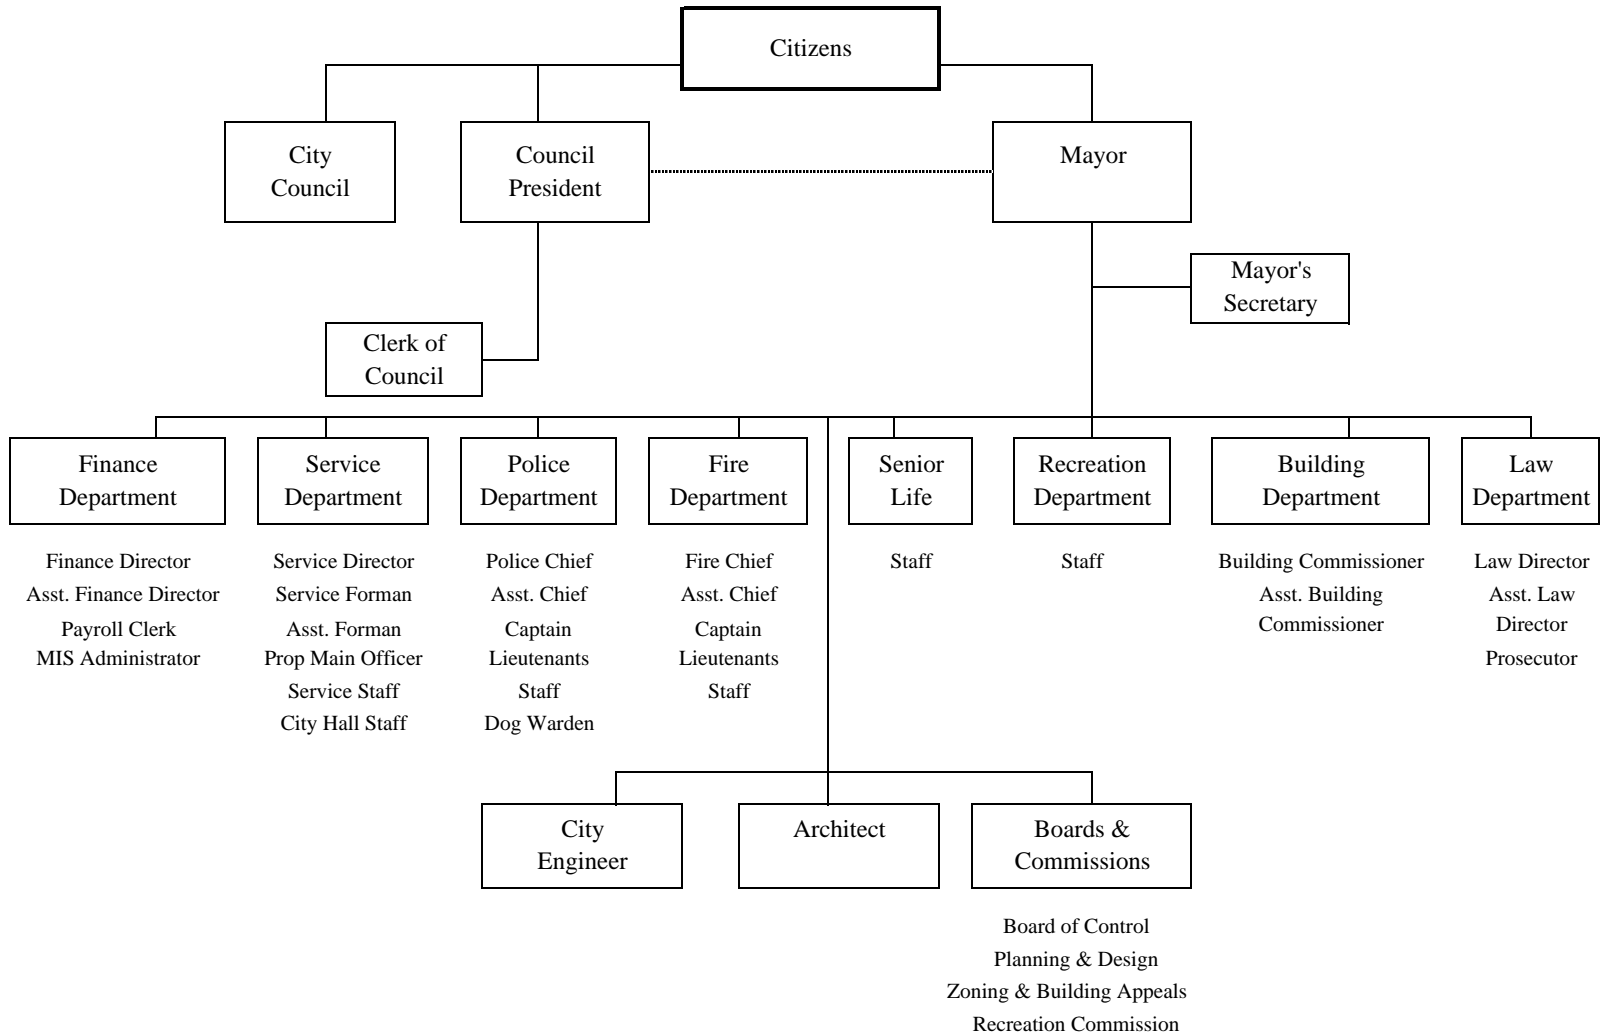 Citizens
City
Council
Council
President
Mayor
Mayor's
Secretary
Clerk of
Council
Finance
Department
Service
Department
Police
Department
Fire
Department
Senior
Life
Recreation
Department
Building
Department
Law
Department
Finance Director
Asst. Finance Director
Payroll Clerk
MIS Administrator
Service Director
Service Forman
Asst. Forman
Prop Main Officer
Service Staff
City Hall Staff
Police Chief
Asst. Chief
Captain
Lieutenants
Staff
Dog Warden
Fire Chief
Asst. Chief
Captain
Lieutenants
Staff
Staff
Staff
Building Commissioner
Asst. Building
Commissioner
Law Director
Asst. Law
Director
Prosecutor
City
Engineer
Architect
Boards &
Commissions
Board of Control
Planning & Design
Zoning & Building Appeals
Recreation Commission